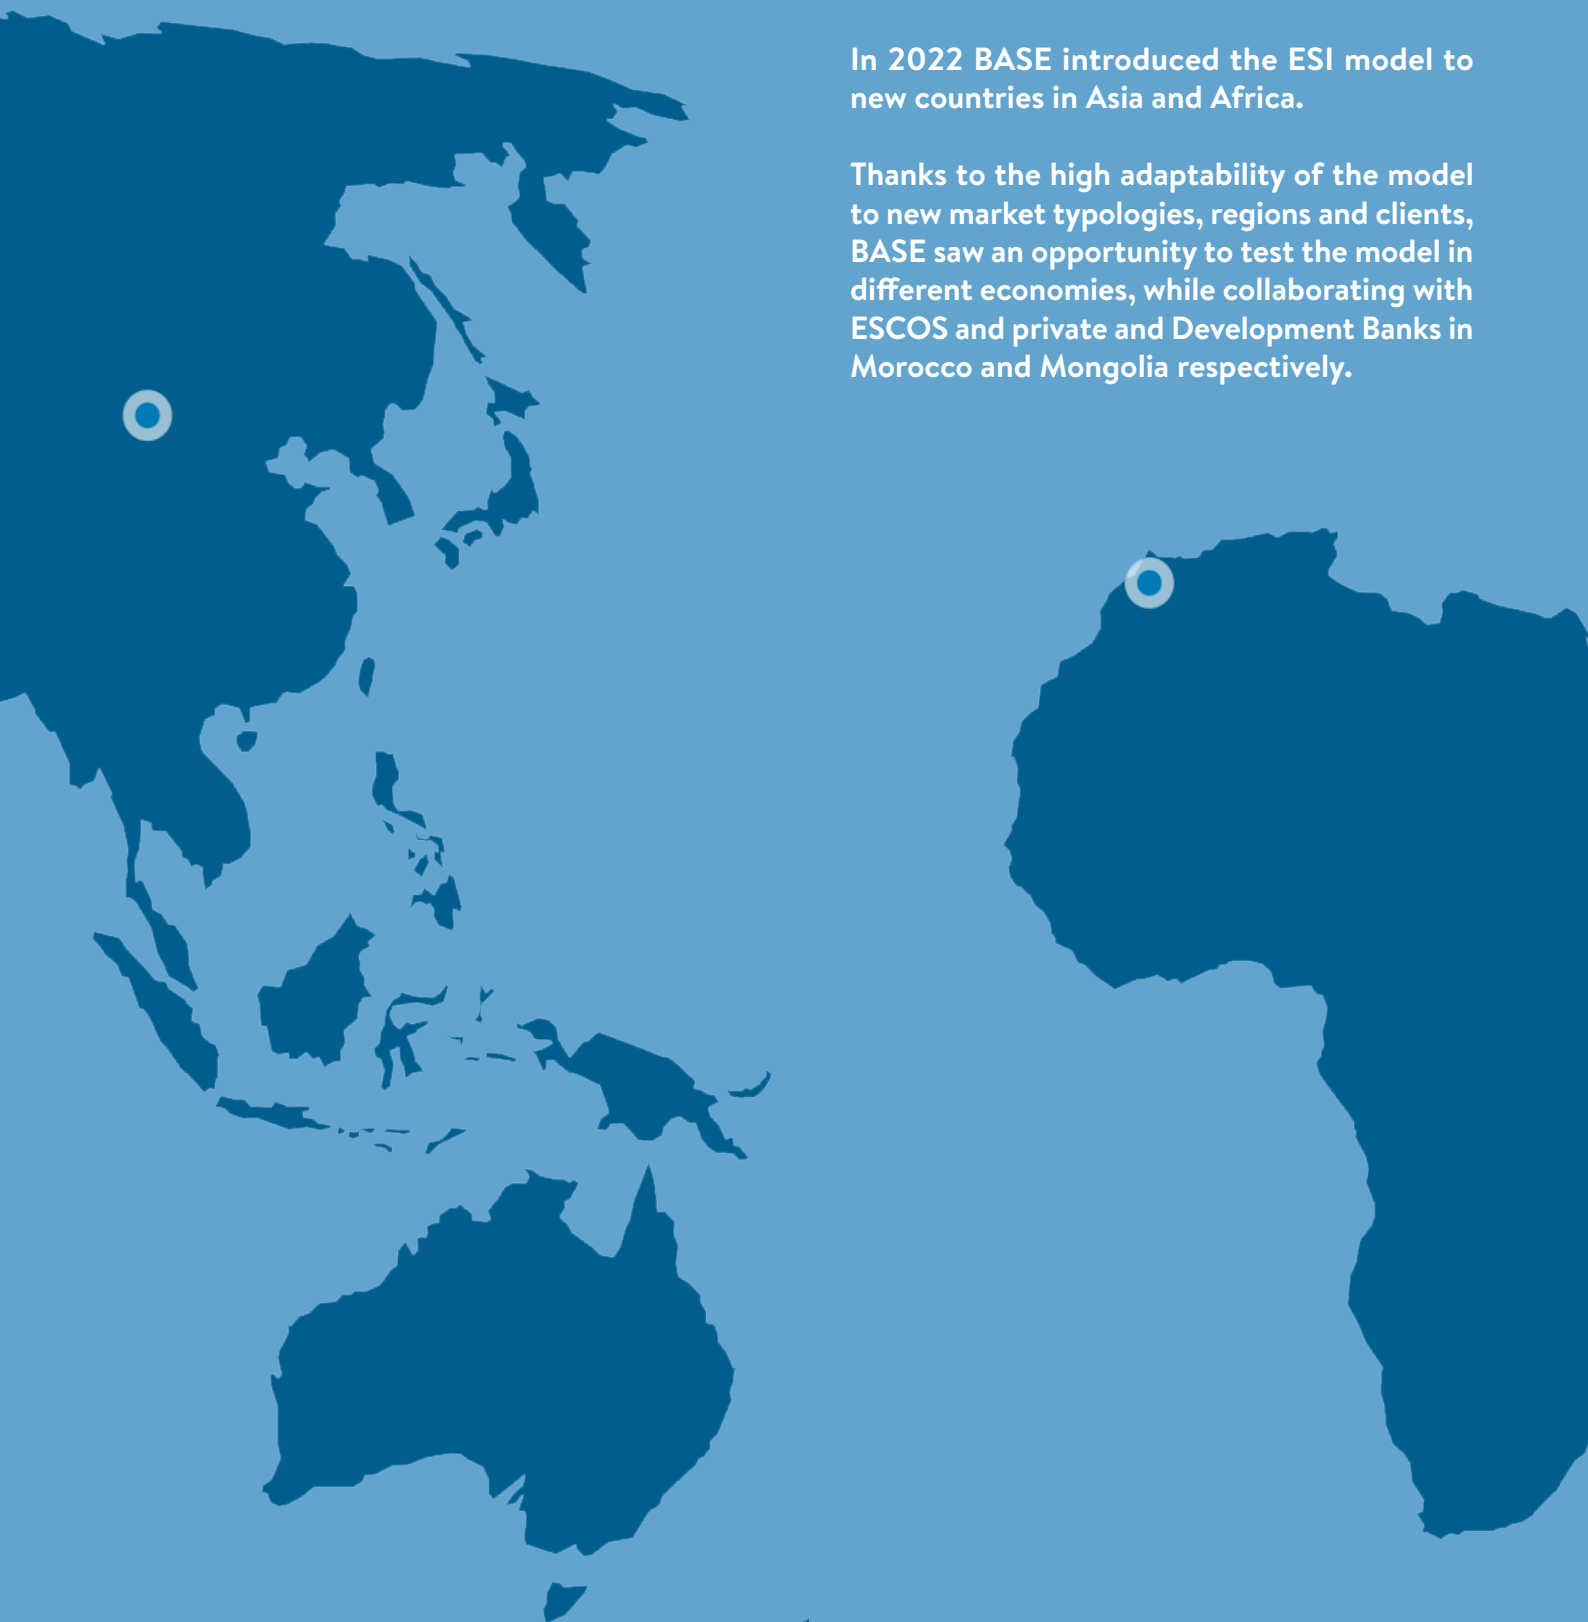 In 2022 BASE introduced the ESI model to
new countries in Asia and Africa.
Thanks to the high adaptability of the model
to new market typologies, regions and clients,
BASE saw an opportunity to test the model in
different economies, while collaborating with
ESCOS and private and Development Banks in
Morocco and Mongolia respectively.